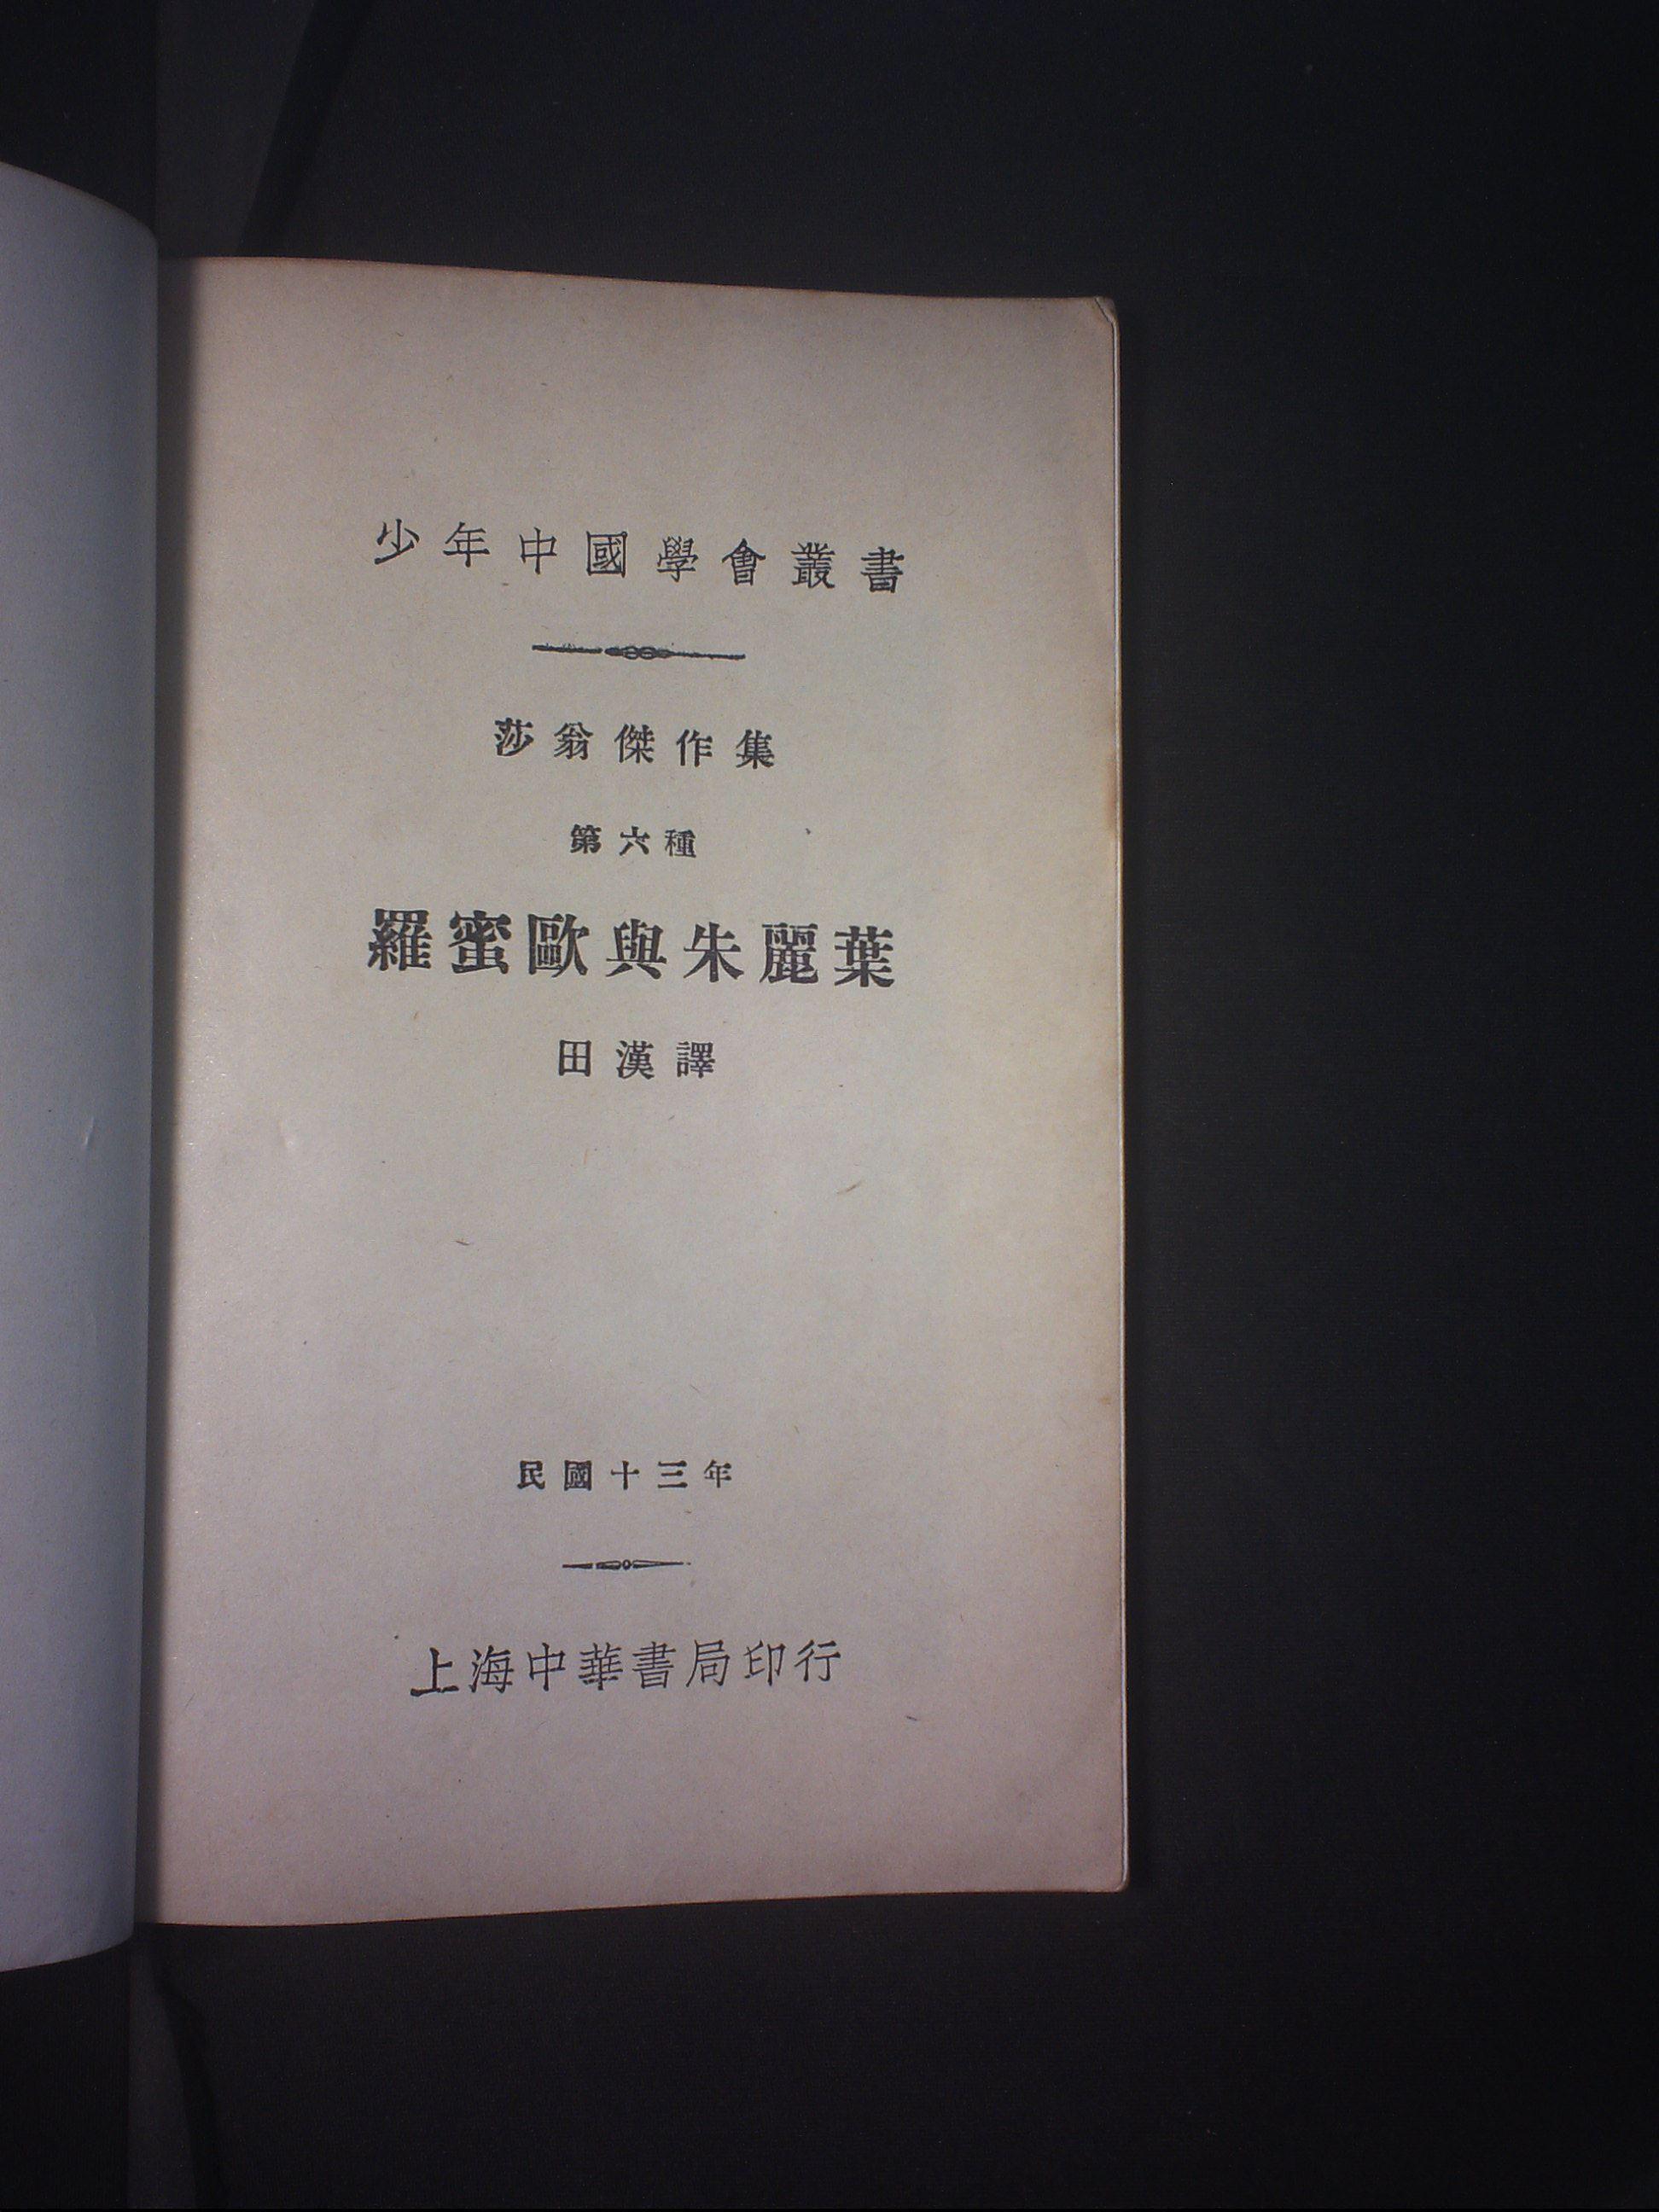 少年中國學會叢書
莎翁傑作集
第六種
羅蜜歐與朱麗葉
田漢譯
民國十三年
上海中華書局印行